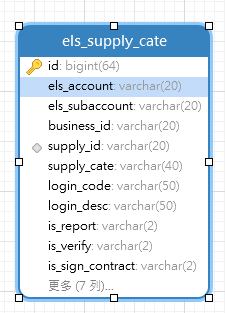 els_supply_cate
id: bigint(64)
els_account: varchar(20)
els_subaccount: varchar(20)
business_id: varchar(20)
supply_id: varchar(20)
supply_cate: varchar(40)
login_code: varchar(50)
login_desc: varchar(50)
is_report: varchar(2)
is_verify: varchar(2)
is_sign_contract: varchar(2)
更多 (7 列)...